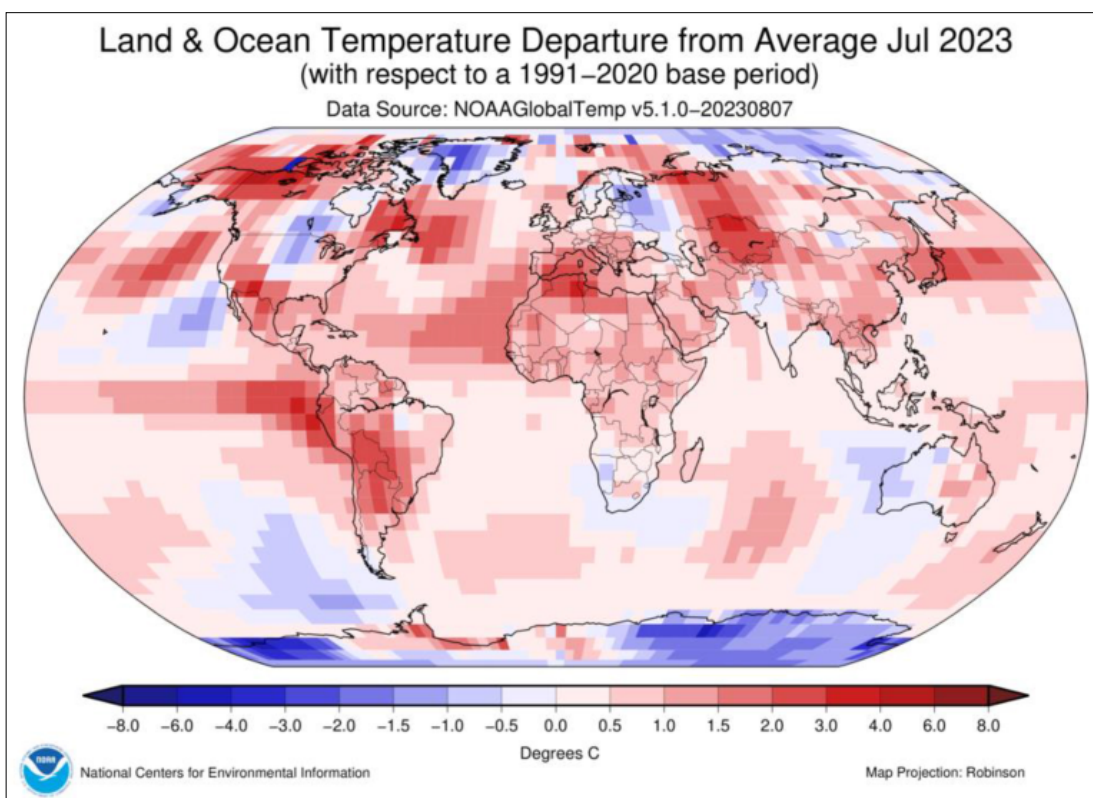 Land & Ocean Temperature Departure from Average Jul 2023
(with respect to a 1991–2020 base period)
Data Source: NOAAGlobalTemp v5.1.0–20230807
−8.0 −6.0 −4.0 −3.0 −2.0 −1.5 −1.0 −0.5 0.0 0.5 1.0 1.5 2.0 3.0 4.0 6.0 8.0
Degrees C
NOAA
National Centers for Environmental Information
Map Projection: Robinson